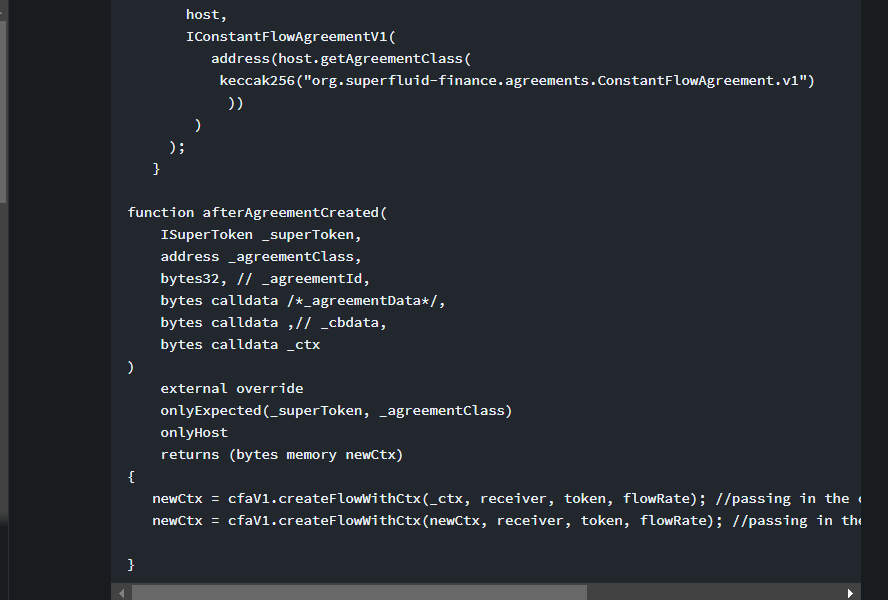 host,
IConstantFlowAgreementV1(
address(host.getAgreementClass(
keccak256("org.superfluid-finance.agreements.ConstantFlowAgreement.v1")
))
)
);
}
function afterAgreementCreated(
ISuperToken _superToken,
address _agreementClass,
bytes32, // _agreementId,
bytes calldata /*_agreementData*/,
bytes calldata ,// _cbdata,
bytes calldata _ctx
)
external override
onlyExpected(_superToken, _agreementClass)
onlyHost
returns (bytes memory newCtx)
{
newCtx = cfaV1.createFlowWithCtx(_ctx, receiver, token, flowRate); //passing in the
newCtx = cfaV1.createFlowWithCtx(newCtx, receiver, token, flowRate); //passing in the
}